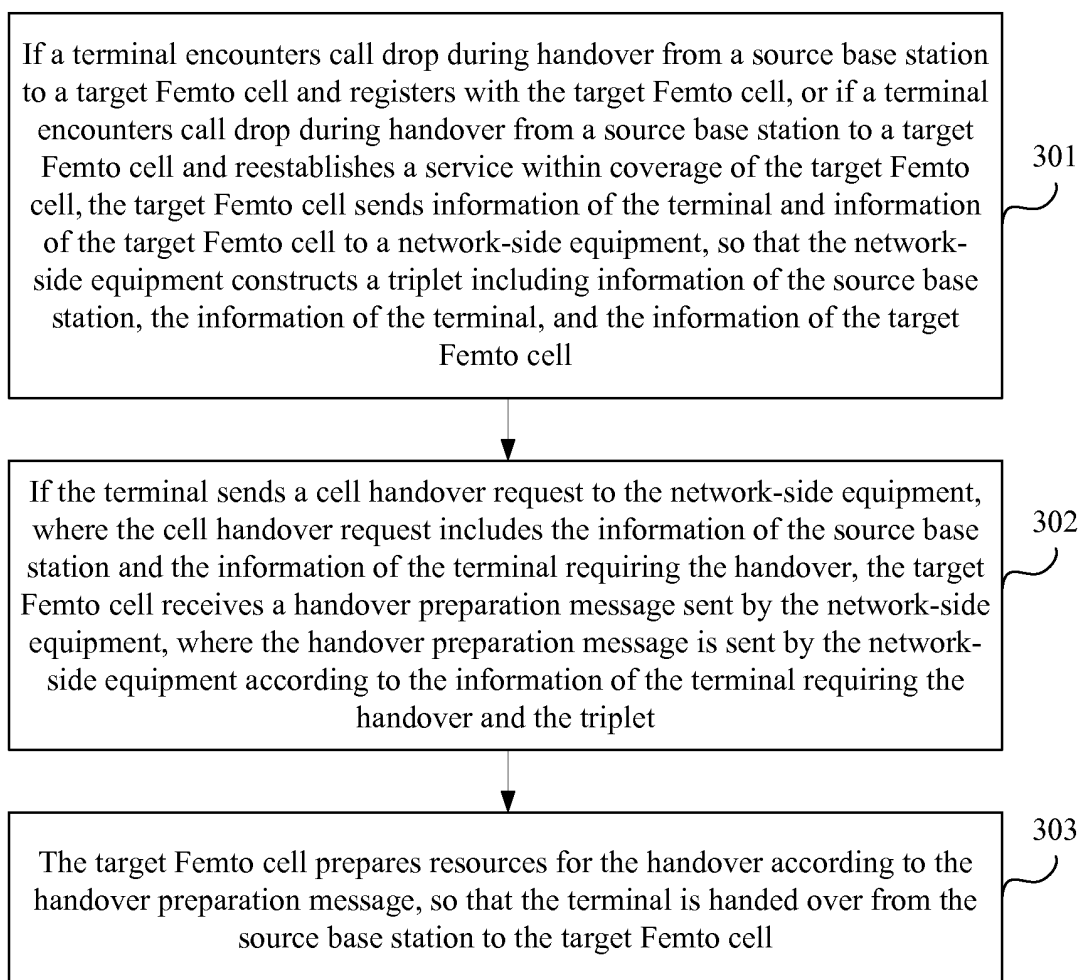 If a terminal encounters call drop during handover from a source base station
to a target Femto cell and registers with the target Femto cell, or if a terminal
encounters call drop during handover from a source base station to a target
Femto cell and reestablishes a service within coverage of the target Femto
cell, the target Femto cell sends information of the terminal and information
of the target Femto cell to a network-side equipment, so that the network-
side equipment constructs a triplet including information of the source base
station, the information of the terminal, and the information of the target
Femto cell
301
If the terminal sends a cell handover request to the network-side equipment,
where the cell handover request includes the information of the source base
station and the information of the terminal requiring the handover, the target
Femto cell receives a handover preparation message sent by the network-side
equipment, where the handover preparation message is sent by the network-
side equipment according to the information of the terminal requiring the
handover and the triplet
302
The target Femto cell prepares resources for the handover according to the
handover preparation message, so that the terminal is handed over from the
source base station to the target Femto cell
303